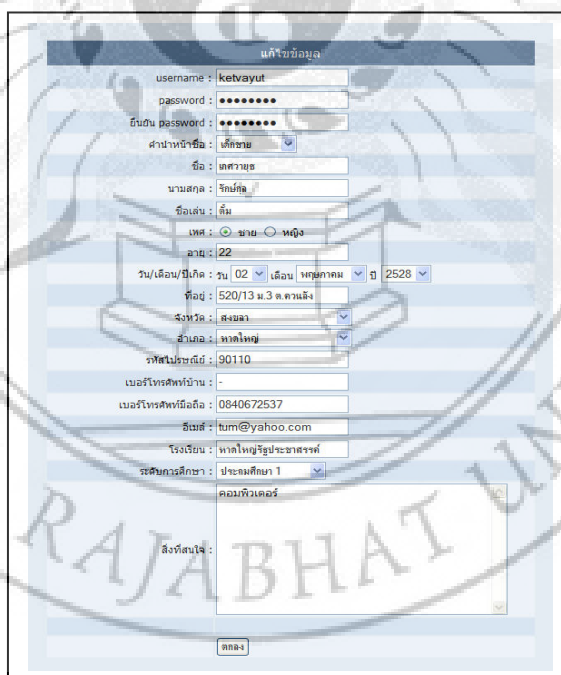 แก้ไขข้อมูล
username : ketvayut
password : ●●●●●●●●
ยืนยัน password : ●●●●●●●●
คำนำหน้าชื่อ : เด็กชาย
ชื่อ : เกศวายุธ
นามสกุล : รักษ์กุล
ชื่อเล่น : ตั้ม
เพศ : ชาย หญิง
อายุ : 22
วัน/เดือน/ปีเกิด : วัน 02 เดือน พฤษภาคม ปี 2528
ที่อยู่ : 520/13 ม.3 ต.ควนลัง
จังหวัด : สงขลา
อำเภอ : หาดใหญ่
รหัสไปรษณีย์ : 90110
เบอร์โทรศัพท์บ้าน : -
เบอร์โทรศัพท์มือถือ : 0840672537
อีเมล์ : tum@yahoo.com
โรงเรียน : หาดใหญ่รัฐประชาสรรค์
ระดับการศึกษา : ประถมศึกษา 1
คอมพิวเตอร์
สิ่งที่สนใจ :
RAJABHAT
ตกลง